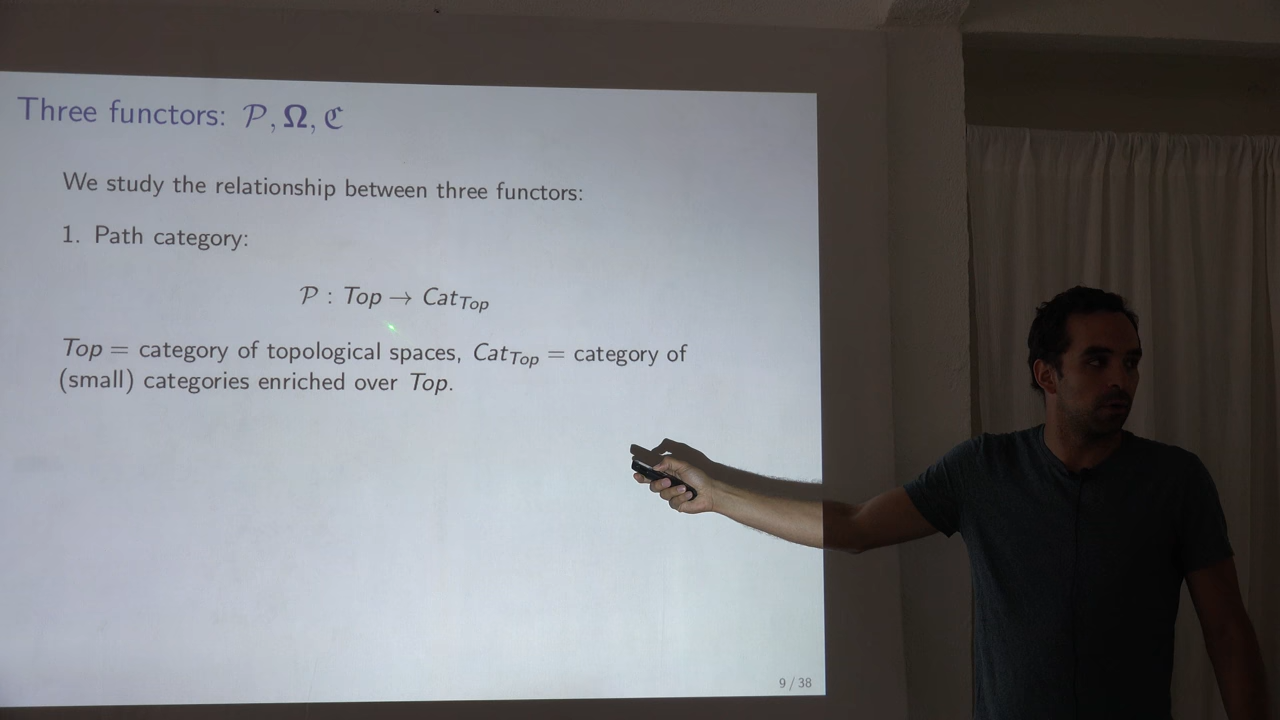 Three functors: 𝒫, 𝛀, ℭ
We study the relationship between three functors:
1. Path category:
𝒫 : Top → Cat_Top
Top = category of topological spaces, Cat_Top = category of
(small) categories enriched over Top.
9 / 38